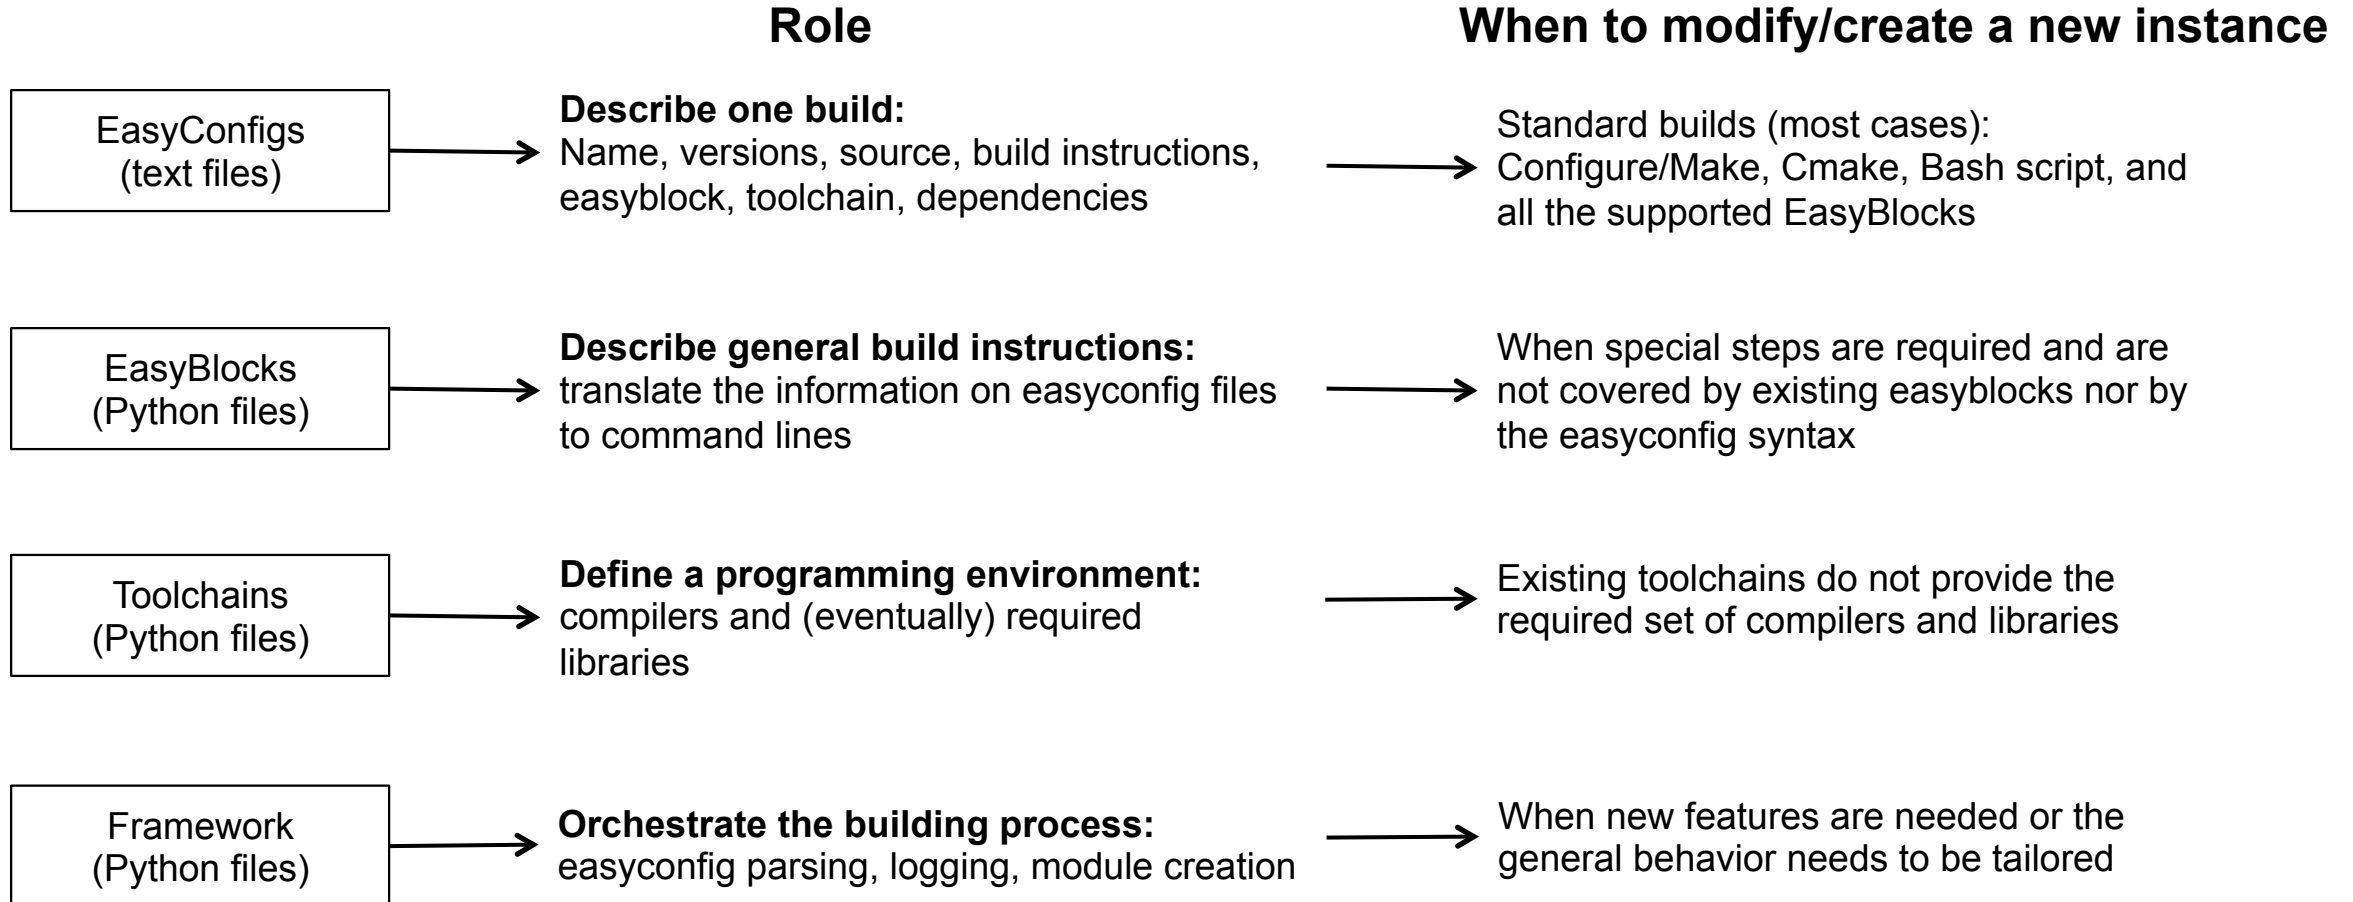 Role
When to modify/create a new instance
EasyConfigs
(text files)
Describe one build:
Name, versions, source, build instructions,
easyblock, toolchain, dependencies
Standard builds (most cases):
Configure/Make, Cmake, Bash script, and
all the supported EasyBlocks
EasyBlocks
(Python files)
Describe general build instructions:
translate the information on easyconfig files
to command lines
When special steps are required and are
not covered by existing easyblocks nor by
the easyconfig syntax
Toolchains
(Python files)
Define a programming environment:
compilers and (eventually) required
libraries
Existing toolchains do not provide the
required set of compilers and libraries
Framework
(Python files)
Orchestrate the building process:
easyconfig parsing, logging, module creation
When new features are needed or the
general behavior needs to be tailored